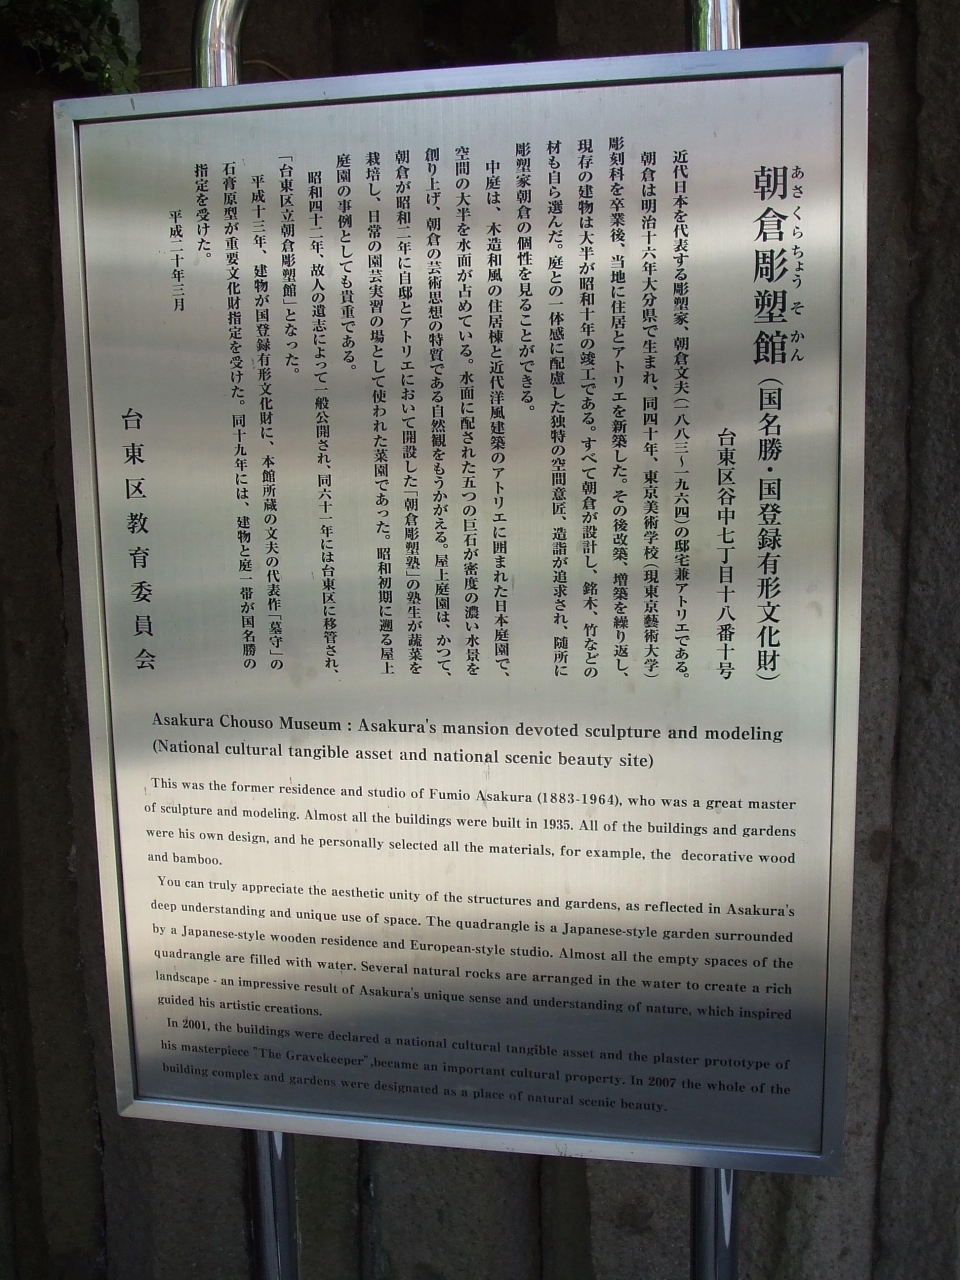 あさくらちょうそかん
朝倉彫塑館（国名勝・国登録有形文化財）
台東区谷中七丁目十八番十号
近代日本を代表する彫塑家、朝倉文夫（一八八三〜一九六四）の邸宅兼アトリエである。
朝倉は明治十六年大分県で生まれ、同四十年、東京美術学校（現東京藝術大学）
彫刻科を卒業後、当地に住居とアトリエを新築した。その後改築、増築を繰り返し、
現存の建物は大半が昭和十年の竣工である。すべて朝倉が設計し、銘木、竹などの
材も自ら選んだ。庭との一体感に配慮した独特の空間意匠、造詣が追求され、随所に
彫塑家朝倉の個性を見ることができる。
中庭は、木造和風の住居棟と近代洋風建築のアトリエに囲まれた日本庭園で、
空間の大半を水面が占めている。水面に配された五つの巨石が密度の濃い水景を
創り上げ、朝倉の芸術思想の特質である自然観をもうかがえる。屋上庭園は、かつて、
朝倉が昭和二年に自邸とアトリエにおいて開設した「朝倉彫塑塾」の塾生が蔬菜を
栽培し、日常の園芸実習の場として使われた菜園であった。昭和初期に遡る屋上
庭園の事例としても貴重である。
昭和四十二年、故人の遺志によって一般公開され、同六十一年には台東区に移管され、
「台東区立朝倉彫塑館」となった。
平成十三年、建物が国登録有形文化財に、本館所蔵の文夫の代表作「墓守」の
石膏原型が重要文化財指定を受けた。同十九年には、建物と庭一帯が国名勝の
指定を受けた。
平成二十年三月
台東区教育委員会
Asakura Chouso Museum : Asakura's mansion devoted sculpture and modeling
(National cultural tangible asset and national scenic beauty site)
This was the former residence and studio of Fumio Asakura (1883-1964), who was a great master
of sculpture and modeling. Almost all the buildings were built in 1935. All of the buildings and gardens
were his own design, and he personally selected all the materials, for example, the decorative wood
and bamboo.
You can truly appreciate the aesthetic unity of the structures and gardens, as reflected in Asakura's
deep understanding and unique use of space. The quadrangle is a Japanese-style garden surrounded
by a Japanese-style wooden residence and European-style studio. Almost all the empty spaces of the
quadrangle are filled with water. Several natural rocks are arranged in the water to create a rich
landscape - an impressive result of Asakura's unique sense and understanding of nature, which inspired
guided his artistic creations.
In 2001, the buildings were declared a national cultural tangible asset and the plaster prototype of
his masterpiece "The Gravekeeper",became an important cultural property. In 2007 the whole of the
building complex and gardens were designated as a place of natural scenic beauty.